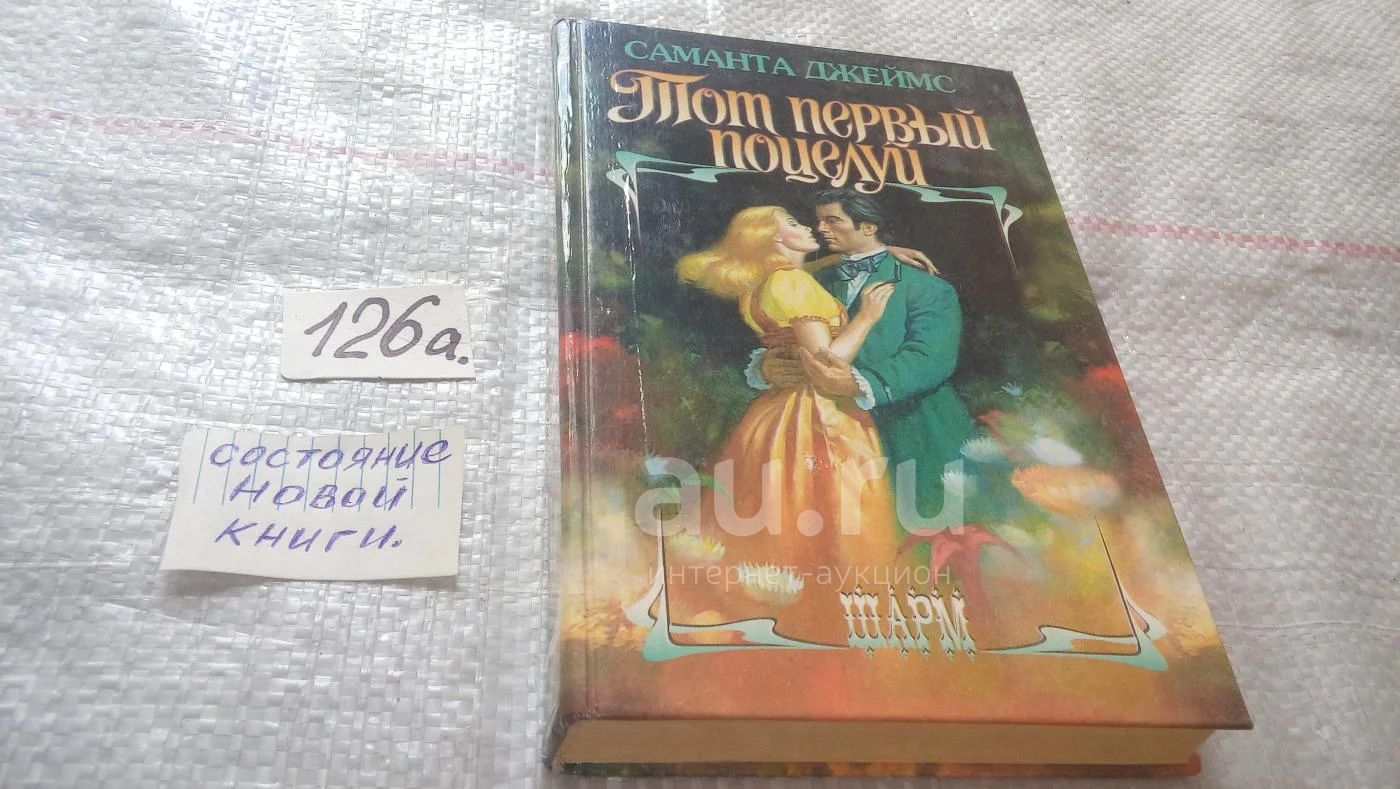 САМАНТА ДЖЕЙМС
Тот первый
поцелуй
126а.
состояние
новой
книги.
au.ru
интернет-аукцион
ШАРМ